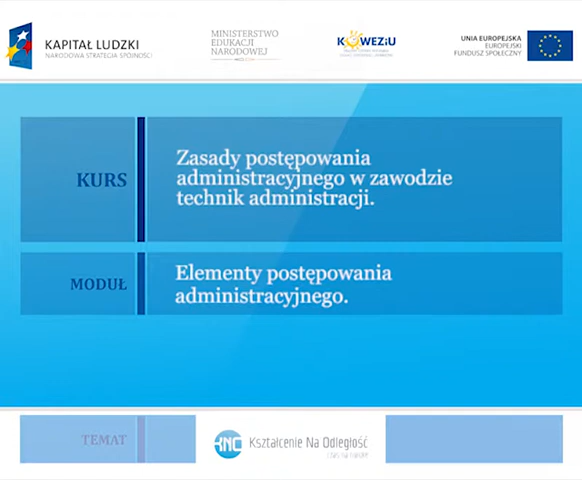 KAPITAŁ LUDZKI
NARODOWA STRATEGIA SPÓJNOŚCI
MINISTERSTWO
EDUKACJI
NARODOWEJ
KOWEZiU
UNIA EUROPEJSKA
EUROPEJSKI
FUNDUSZ SPOŁECZNY
KURS
Zasady postępowania
administracyjnego w zawodzie
technik administracji.
MODUŁ
Elementy postępowania
administracyjnego.
TEMAT
KNO
Kształcenie Na Odległość